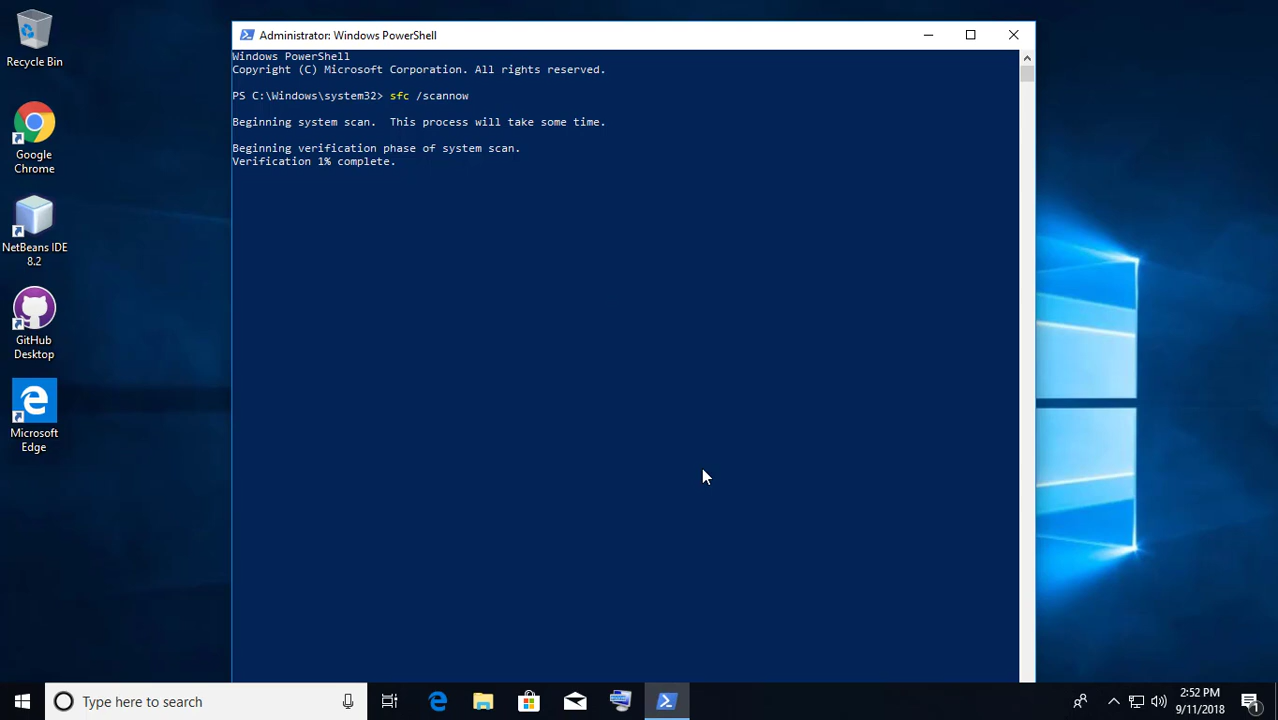 Recycle Bin
Google
Chrome
NetBeans IDE
8.2
GitHub
Desktop
Microsoft
Edge
Administrator: Windows PowerShell
Windows PowerShell
Copyright (C) Microsoft Corporation. All rights reserved.
PS C:\Windows\system32> sfc /scannow
Beginning system scan.  This process will take some time.
Beginning verification phase of system scan.
Verification 1% complete.
Type here to search
2:52 PM
9/11/2018
1